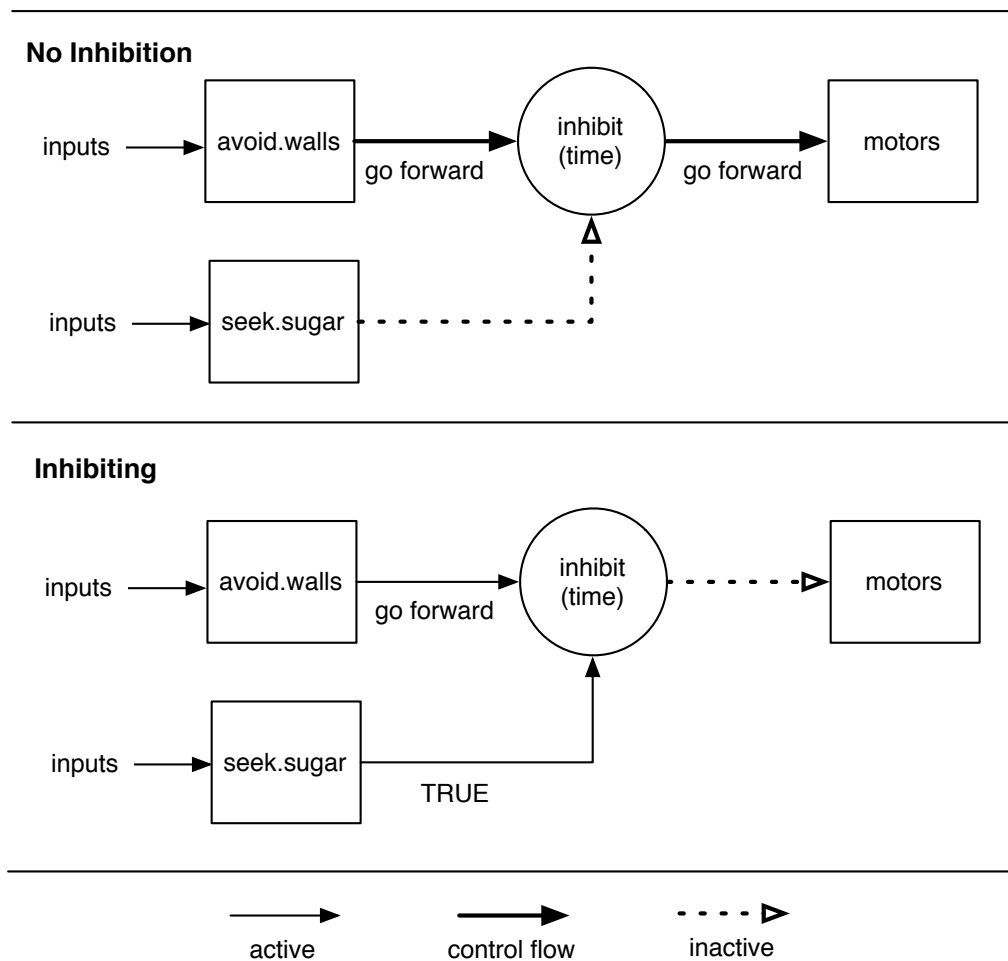 No Inhibition
inputs
avoid.walls
go forward
inhibit
(time)
go forward
motors
inputs
seek.sugar
Inhibiting
inputs
avoid.walls
go forward
inhibit
(time)
motors
inputs
seek.sugar
TRUE
active
control flow
inactive